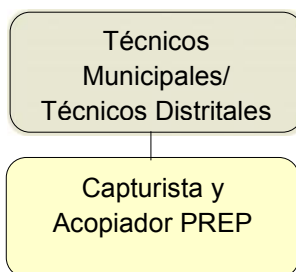 Técnicos
Municipales/
Técnicos Distritales
Capturista y
Acopiador PREP